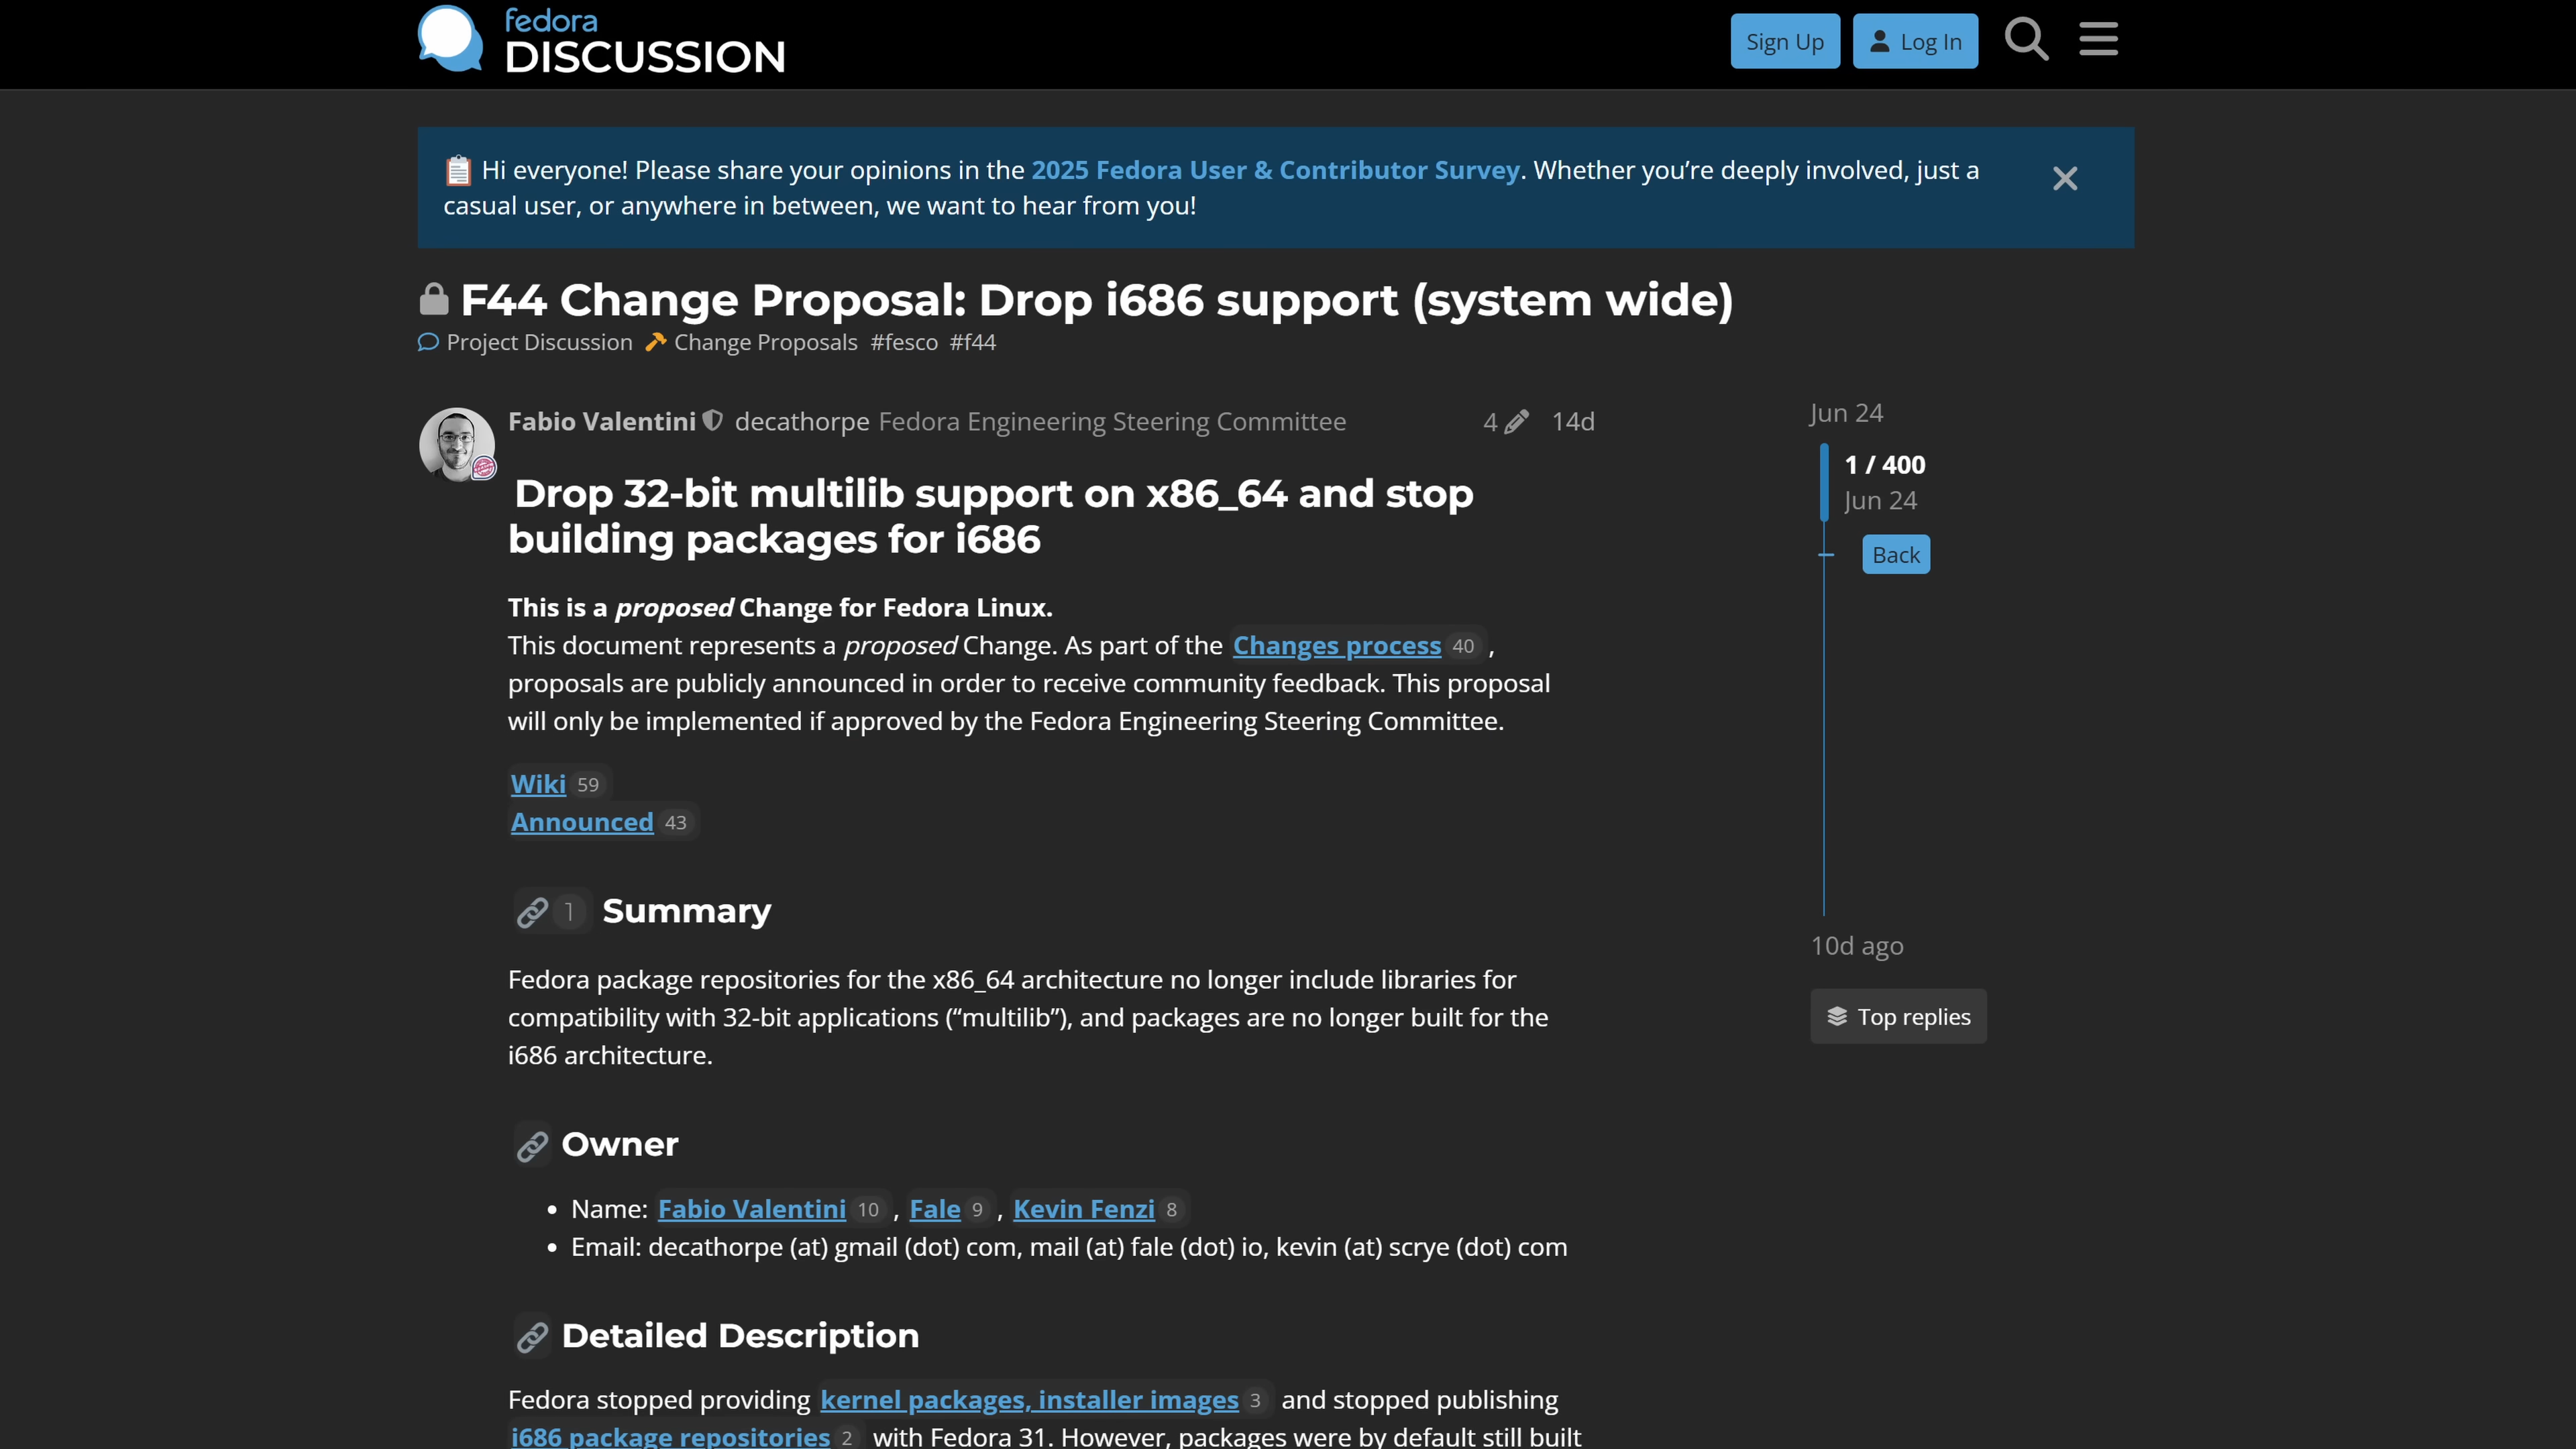 fedora
DISCUSSION
Sign Up
Log In
📋 Hi everyone! Please share your opinions in the 2025 Fedora User & Contributor Survey. Whether you’re deeply involved, just a
casual user, or anywhere in between, we want to hear from you!
F44 Change Proposal: Drop i686 support (system wide)
Project Discussion Change Proposals #fesco #f44
Fabio Valentini decathorpe Fedora Engineering Steering Committee 4 14d
Drop 32-bit multilib support on x86_64 and stop
building packages for i686
This is a proposed Change for Fedora Linux.
This document represents a proposed Change. As part of the Changes process 40 ,
proposals are publicly announced in order to receive community feedback. This proposal
will only be implemented if approved by the Fedora Engineering Steering Committee.
Wiki 59
Announced 43
1 Summary
Fedora package repositories for the x86_64 architecture no longer include libraries for
compatibility with 32-bit applications (“multilib”), and packages are no longer built for the
i686 architecture.
Owner
• Name: Fabio Valentini 10 , Fale 9 , Kevin Fenzi 8
• Email: decathorpe (at) gmail (dot) com, mail (at) fale (dot) io, kevin (at) scrye (dot) com
Detailed Description
Fedora stopped providing kernel packages, installer images 3 and stopped publishing
i686 package repositories 2 with Fedora 31. However, packages were by default still built
Jun 24
1 / 400
Jun 24
Back
10d ago
Top replies